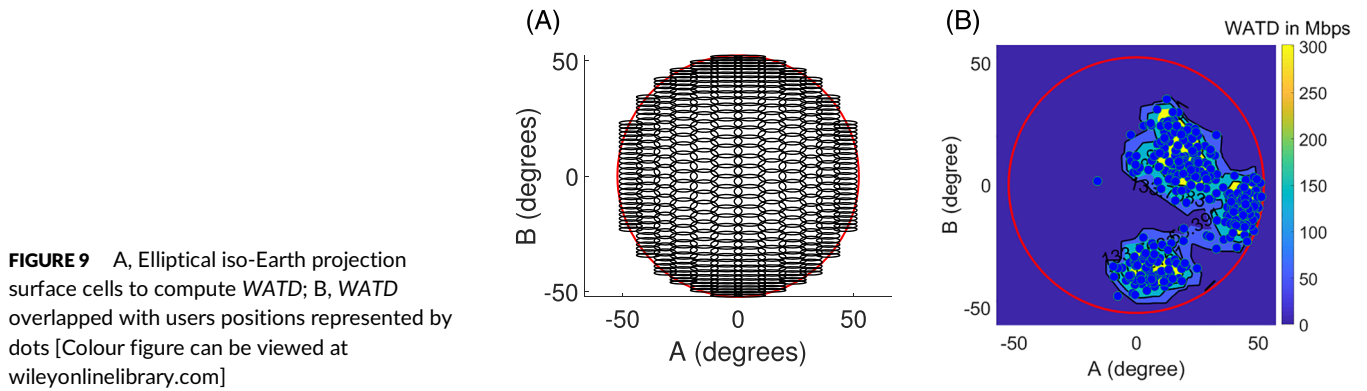 (A)
50
0
-50
B (degrees)
-50
0
50
A (degrees)
(B)
WATD in Mbps
50
0
-50
B (degree)
-50
0
50
A (degree)
300
250
200
150
100
50
0
FIGURE 9 A, Elliptical iso-Earth projection
surface cells to compute WATD; B, WATD
overlapped with users positions represented by
dots [Colour figure can be viewed at
wileyonlinelibrary.com]